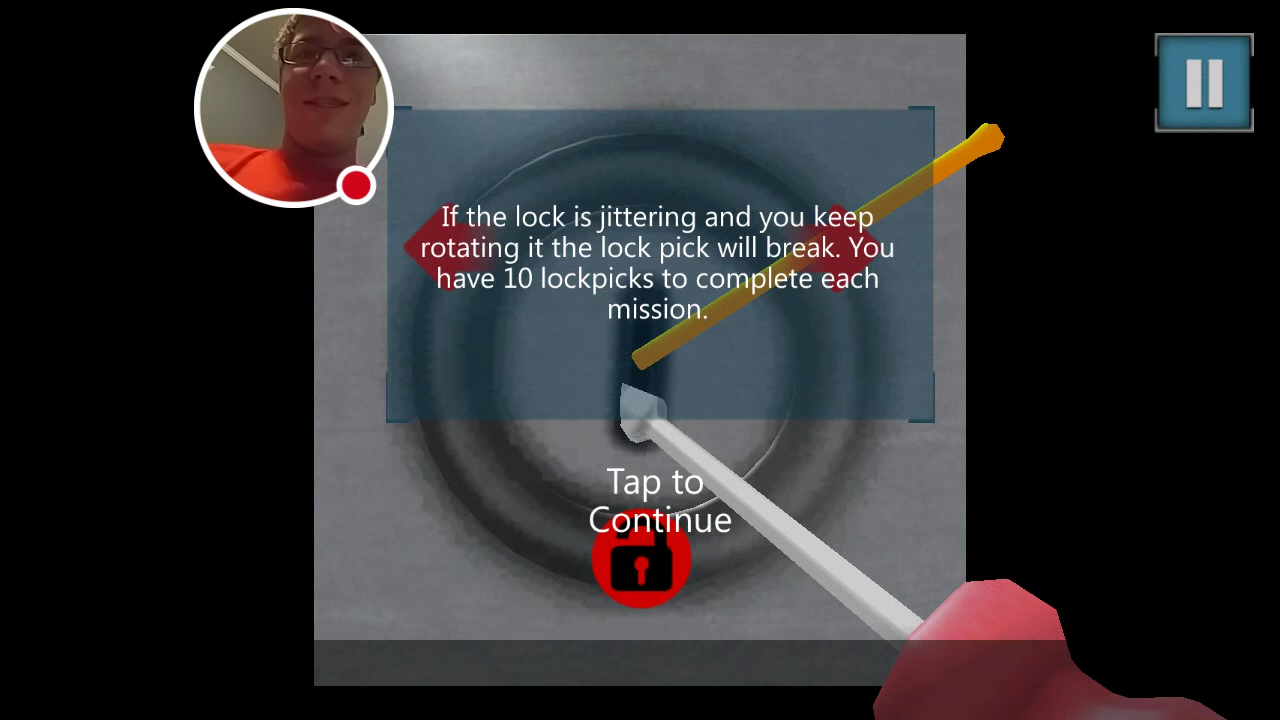 If the lock is jittering and you keep
rotating it the lock pick will break. You
have 10 lockpicks to complete each
mission.
Tap to
Continue